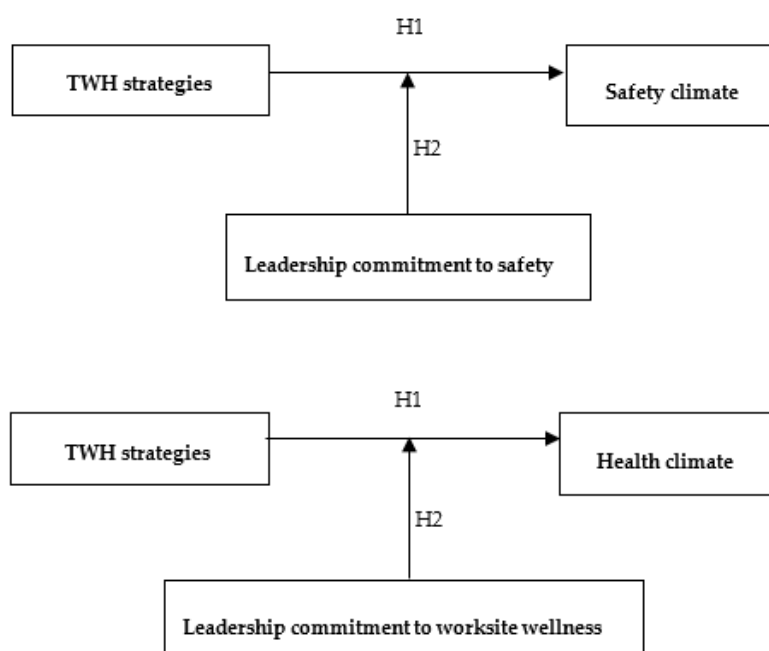 H1
TWH strategies
Safety climate
H2
Leadership commitment to safety
H1
TWH strategies
Health climate
H2
Leadership commitment to worksite wellness